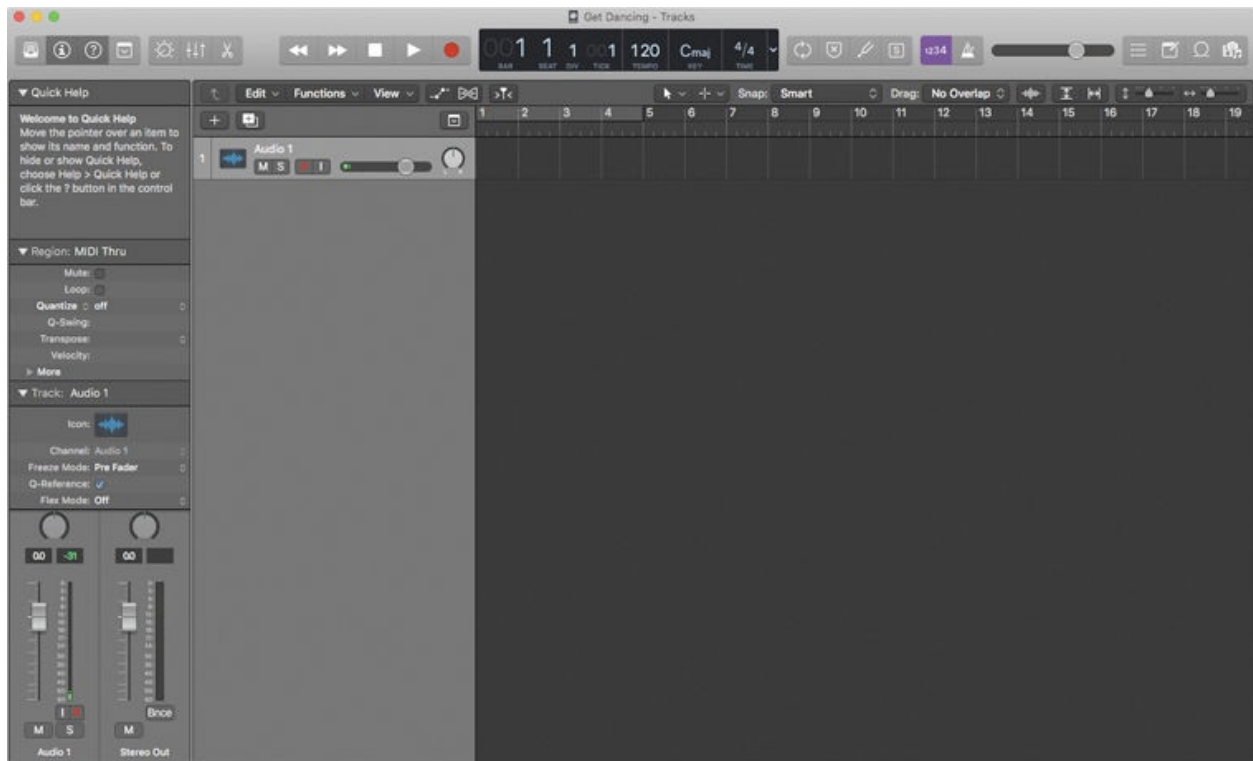 Get Dancing - Tracks
001 1 1 001 120 Cmaj 4/4
BAR BEAT DIV TICK TEMPO KEY TIME
1234
Quick Help
Edit Functions View Snap: Smart Drag: No Overlap
Welcome to Quick Help
Move the pointer over an item to
show its name and function. To
hide or show Quick Help,
choose Help > Quick Help or
click the ? button in the control
bar.
1 2 3 4 5 6 7 8 9 10 11 12 13 14 15 16 17 18 19
1 Audio 1
M S R I
Region: MIDI Thru
Mute:
Loop:
Quantize off
Q-Swing:
Transpose:
Velocity:
More
Track: Audio 1
Icon:
Channel: Audio 1
Freeze Mode: Pre Fader
Q-Reference:
Flex Mode: Off
0.0 -31 0.0
I R Bnce
M S M
Audio 1 Stereo Out